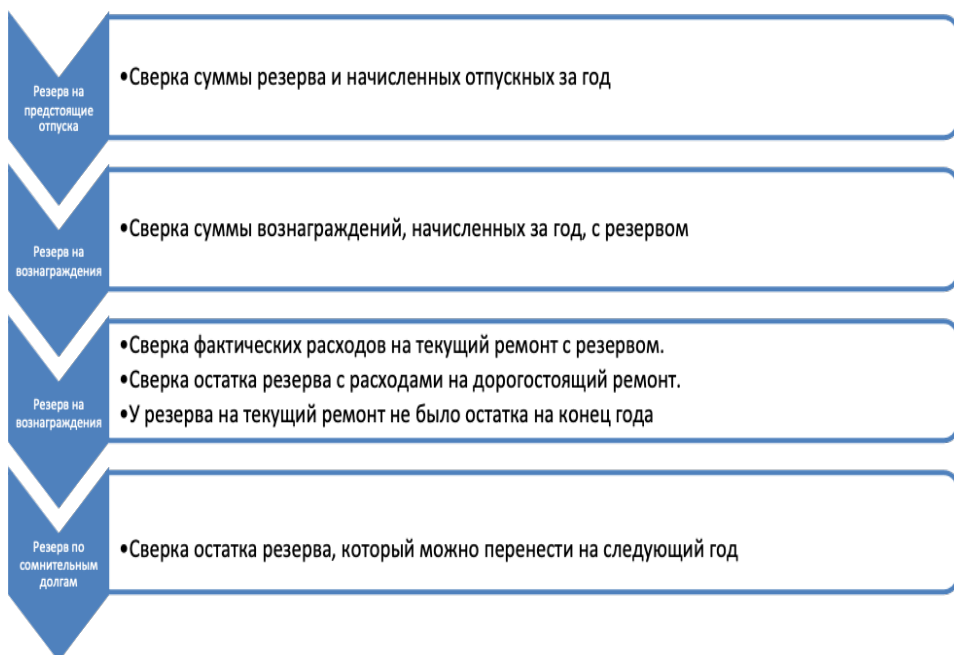 Резерв на
предстоящие
отпуска
•Сверка суммы резерва и начисленных отпускных за год
Резерв на
вознаграждения
•Сверка суммы вознаграждений, начисленных за год, с резервом
Резерв на
вознаграждения
•Сверка фактических расходов на текущий ремонт с резервом.
•Сверка остатка резерва с расходами на дорогостоящий ремонт.
•У резерва на текущий ремонт не было остатка на конец года
Резерв по
сомнительным
долгам
•Сверка остатка резерва, который можно перенести на следующий год